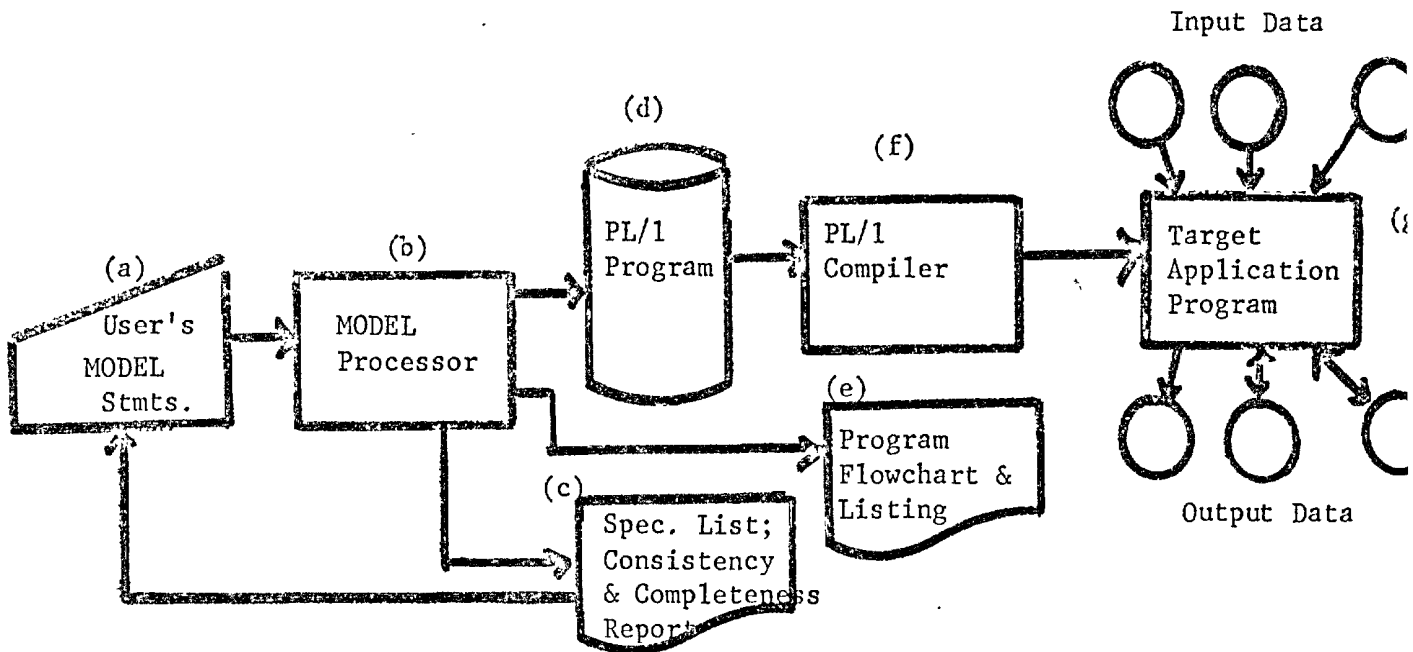 Input Data
(d)
(f)
(g
(a)
(b)
PL/1
Program
PL/1
Compiler
Target
Application
Program
User's
MODEL
Stmts.
MODEL
Processor
(e)
Program
Flowchart &
Listing
(c)
Spec. List;
Consistency
& Completeness
Report
Output Data